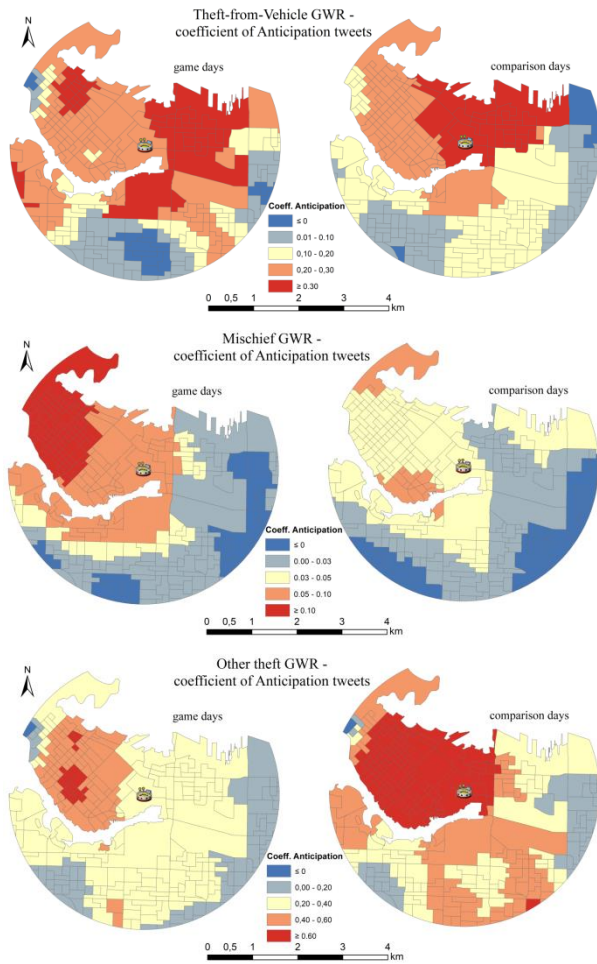 Theft-from-Vehicle GWR -
coefficient of Anticipation tweets
N
game days
comparison days
Coeff. Anticipation
≤ 0
0.01 - 0.10
0,10 - 0,20
0,20 - 0,30
≥ 0.30
0 0,5 1 2 3 4
km
Mischief GWR -
coefficient of Anticipation tweets
N
game days
comparison days
Coeff. Anticipation
≤ 0
0.00 - 0.03
0.03 - 0.05
0.05 - 0.10
≥ 0.10
0 0,5 1 2 3 4
km
Other theft GWR -
coefficient of Anticipation tweets
N
game days
comparison days
Coeff. Anticipation
≤ 0
0,00 - 0,20
0,20 - 0,40
0,40 - 0,60
≥ 0.60
0 0,5 1 2 3 4
km